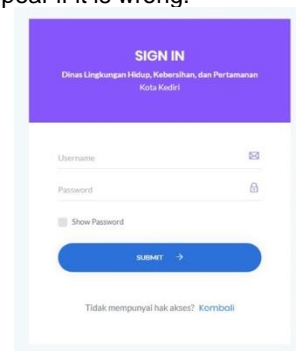 pear if it is wrong.
SIGN IN
Dinas Lingkungan Hidup, Kebersihan, dan Pertamanan
Kota Kediri
Username
Password
Show Password
SUBMIT →
Tidak mempunyai hak akses? Kembali